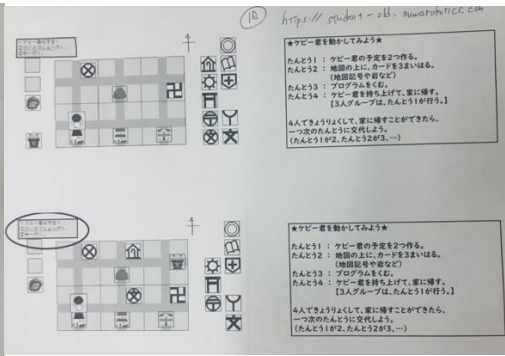 ⑫ https:// student-old.numarobotics.com
★ケビー君を動かしてみよう★
たんとう1 : ケビー君の予定を2つ作る。
たんとう2 : 地図の上に、カードを3まいはる。
(地図記号や岩など)
たんとう3 : プログラムをくむ。
たんとう4 : ケビー君を持ち上げて、家に帰す。
【3人グループは、たんとう1が行う。】
4人できょうりょくして、家に帰すことができたら、
一つ次のたんとうに交代しよう。
(たんとう1が2、たんとう2が3、…)
★ケビー君を動かしてみよう★
たんとう1 : ケビー君の予定を2つ作る。
たんとう2 : 地図の上に、カードを3まいはる。
(地図記号や岩など)
たんとう3 : プログラムをくむ。
たんとう4 : ケビー君を持ち上げて、家に帰す。
【3人グループは、たんとう1が行う。】
4人できょうりょくして、家に帰すことができたら、
一つ次のたんとうに交代しよう。
(たんとう1が2、たんとう2が3、…)